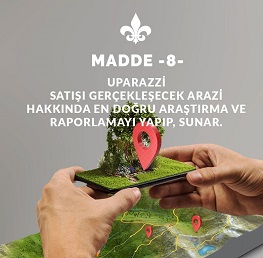 MADDE -8-
UPARAZZİ
SATIŞI GERÇEKLEŞECEK ARAZİ
HAKKINDA EN DOĞRU ARAŞTIRMA VE
RAPORLAMAYI YAPIP, SUNAR.